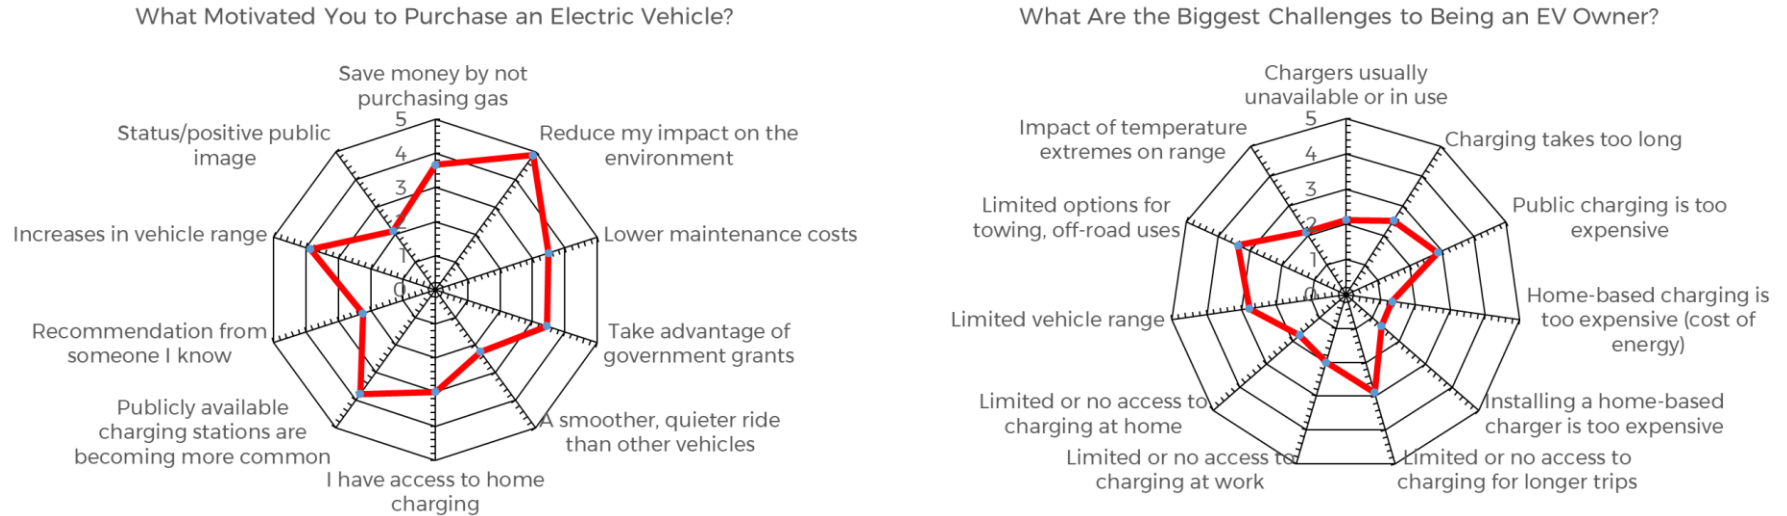 What Motivated You to Purchase an Electric Vehicle?
Save money by not
purchasing gas
Reduce my impact on the
environment
Lower maintenance costs
Take advantage of
government grants
A smoother, quieter ride
than other vehicles
I have access to home
charging
Publicly available
charging stations are
becoming more common
Recommendation from
someone I know
Increases in vehicle range
Status/positive public
image
5
4
3
2
1
0
What Are the Biggest Challenges to Being an EV Owner?
Chargers usually
unavailable or in use
Charging takes too long
Public charging is too
expensive
Home-based charging is
too expensive (cost of
energy)
Installing a home-based
charger is too expensive
Limited or no access to
charging for longer trips
Limited or no access to
charging at work
Limited or no access to
charging at home
Limited vehicle range
Limited options for
towing, off-road uses
Impact of temperature
extremes on range
5
4
3
2
1
0